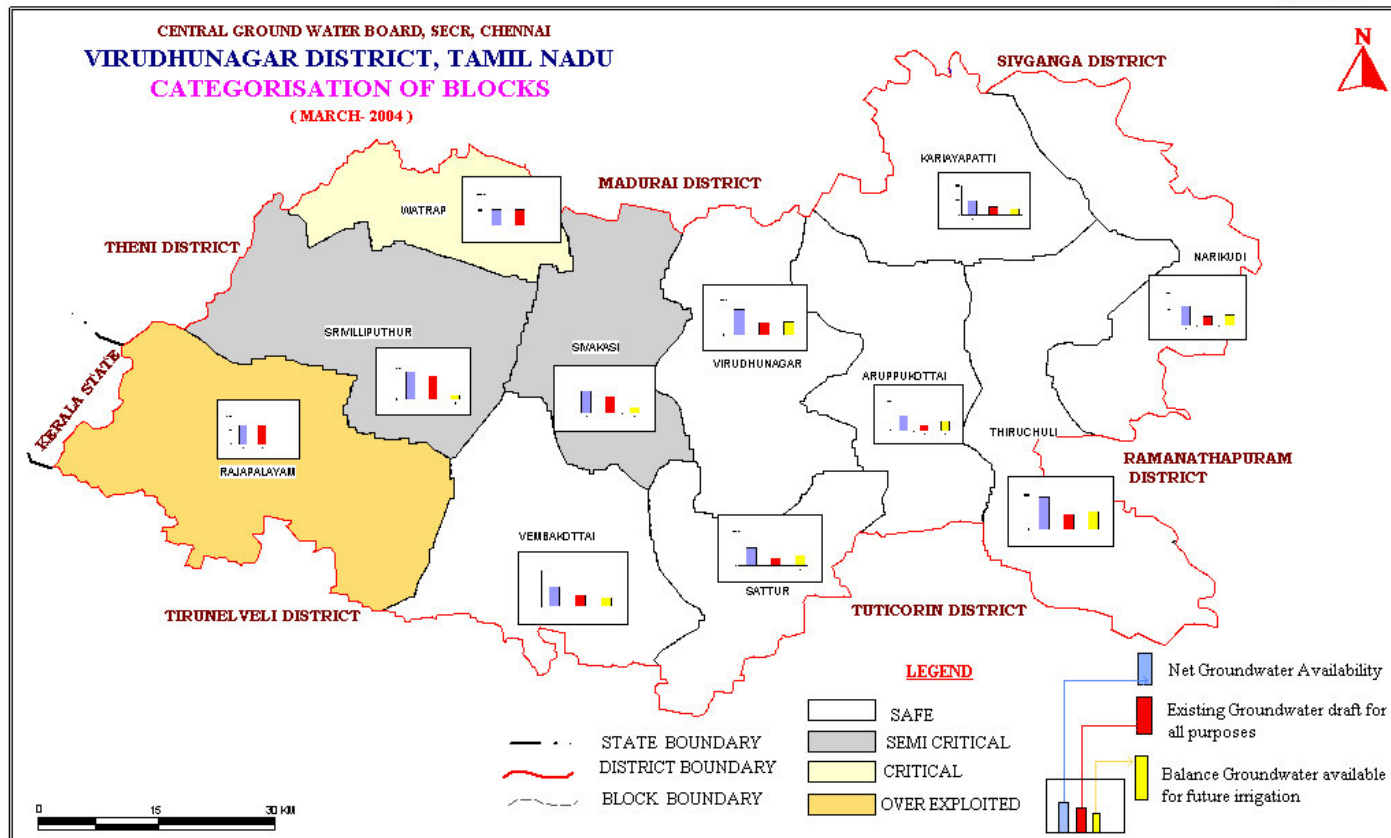 CENTRAL GROUND WATER BOARD, SECR, CHENNAI
VIRUDHUNAGAR DISTRICT, TAMIL NADU
CATEGORISATION OF BLOCKS
( MARCH- 2004 )
N
SIVGANGA DISTRICT
KARIAYAPATTI
MADURAI DISTRICT
WATRAP
THENI DISTRICT
NARIKUDI
SRIVILLIPUTHUR
SIVAKASI
VIRUDHUNAGAR
ARUPPUKOTTAI
KERALA STATE
THIRUCHULI
RAJAPALAYAM
RAMANATHAPURAM
DISTRICT
VEMBAKOTTAI
SATTUR
TIRUNELVELI DISTRICT
TUTICORIN DISTRICT
LEGEND
SAFE
SEMI CRITICAL
CRITICAL
OVER EXPLOITED
STATE BOUNDARY
DISTRICT BOUNDARY
BLOCK BOUNDARY
Net Groundwater Availability
Existing Groundwater draft for
all purposes
Balance Groundwater available
for future irrigation
0 15 30 KM